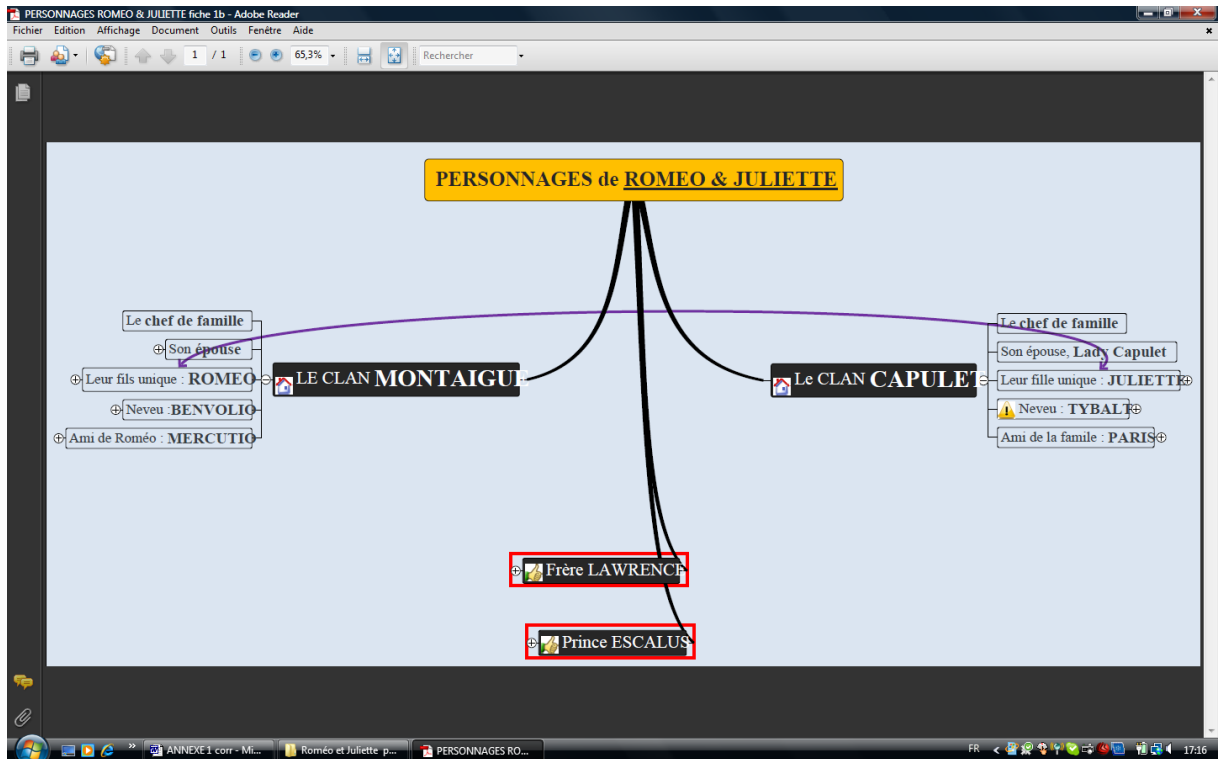 PERSONNAGES ROMEO & JULIETTE fiche 1b - Adobe Reader
Fichier Edition Affichage Document Outils Fenêtre Aide
1 / 1 65,3% Rechercher
PERSONNAGES de ROMEO & JULIETTE
Le chef de famille
Son épouse
Leur fils unique : ROMEO
Neveu :BENVOLIO
Ami de Roméo : MERCUTIO
LE CLAN MONTAIGUE
Le CLAN CAPULET
Le chef de famille
Son épouse, Lady Capulet
Leur fille unique : JULIETTE
Neveu : TYBALT
Ami de la famile : PARIS
Frère LAWRENCE
Prince ESCALUS
ANNEXE 1 corr - Mi... Roméo et Juliette p... PERSONNAGES RO... FR 17:16